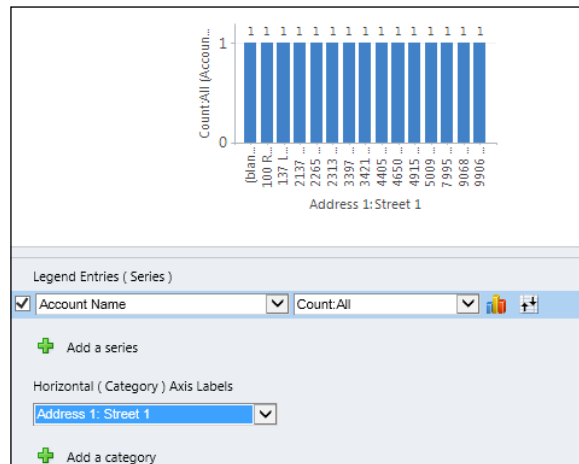 1 1 1 1 1 1 1 1 1 1 1 1 1 1 1
Count:All (Accoun...
1
0
(blan...
100 R...
137 L...
2137 ...
2265 ...
2313 ...
3397 ...
3421 ...
4405 ...
4650 ...
4915 ...
5009 ...
7995 ...
9068 ...
9906 ...
Address 1: Street 1
Legend Entries ( Series )
Account Name Count:All
Add a series
Horizontal ( Category ) Axis Labels
Address 1: Street 1
Add a category